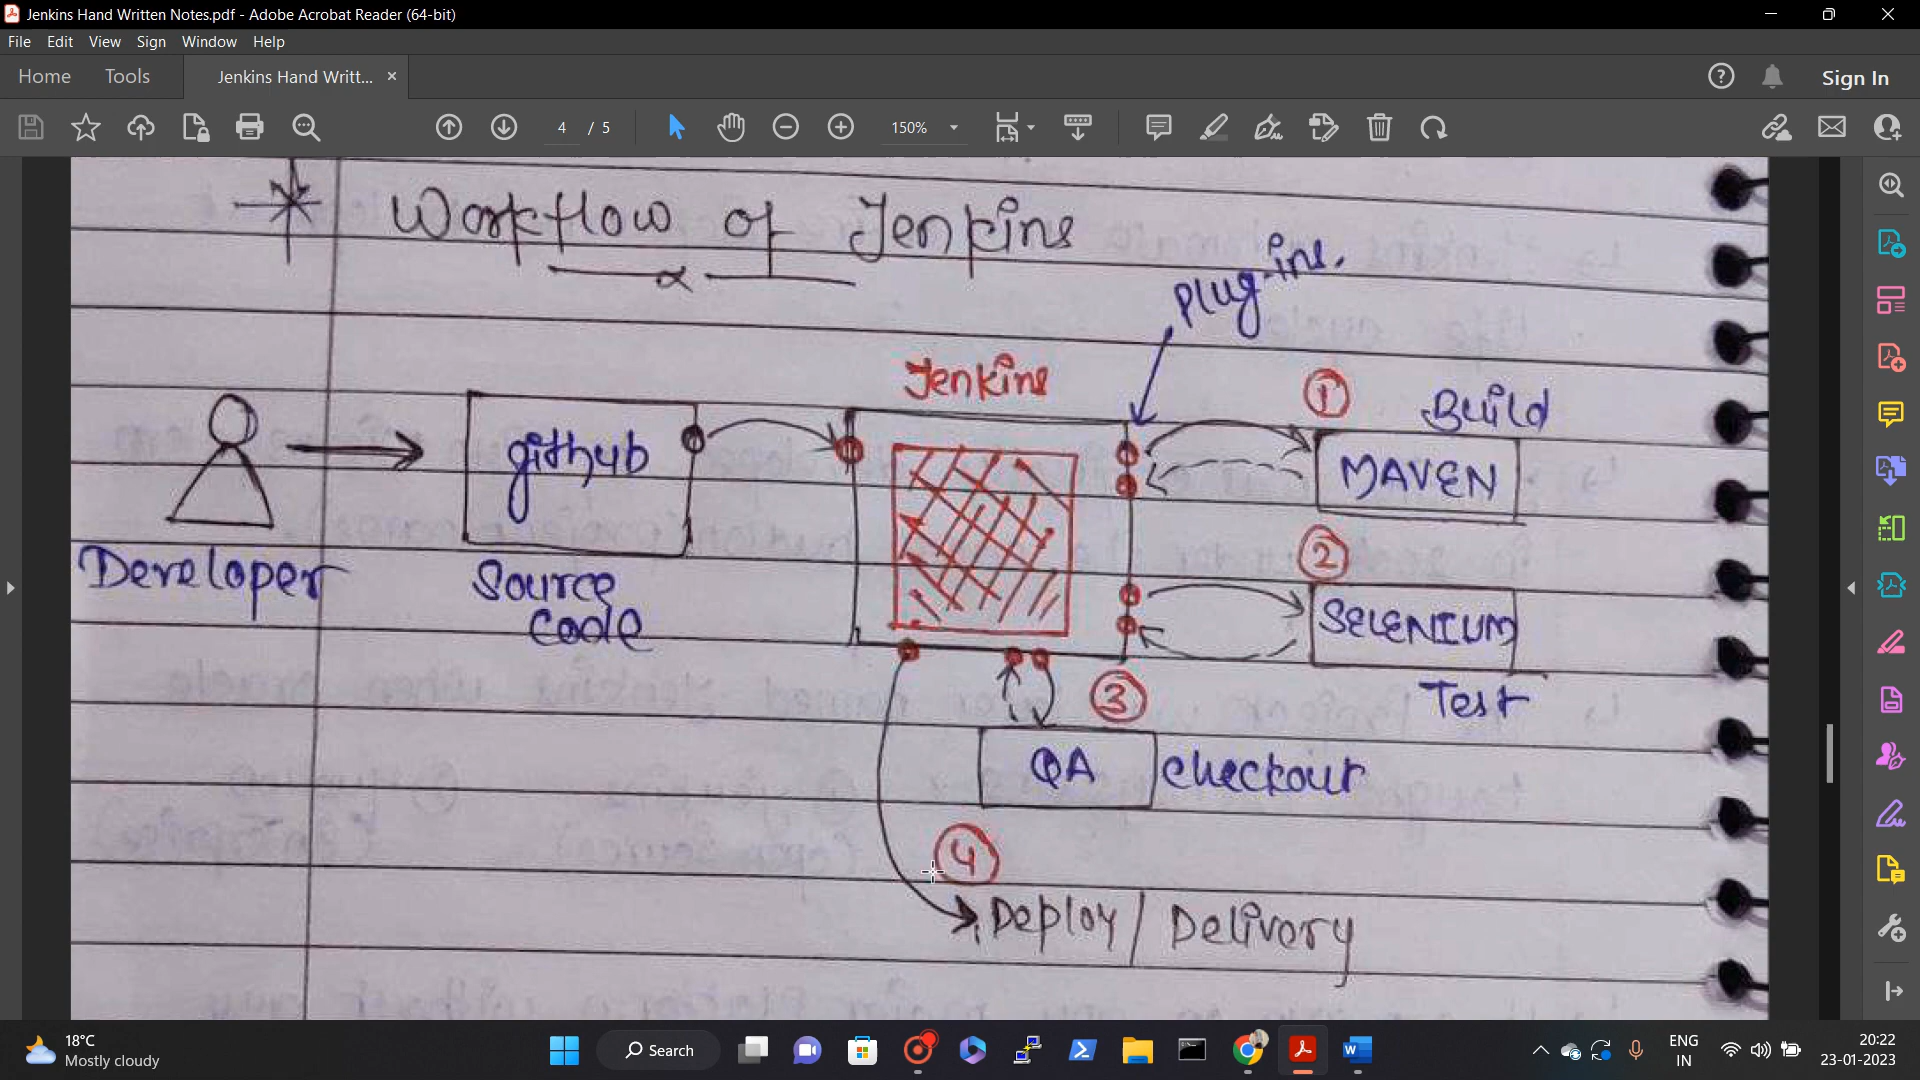 Jenkins Hand Written Notes.pdf - Adobe Acrobat Reader (64-bit)
File Edit View Sign Window Help
Home Tools Jenkins Hand Writt... ×
Sign In
4 / 5 150%
Workflow of Jenkins
Plug-ins.
Jenkins
① Build
github
MAVEN
②
Developer
Source
Code
SELENIUM
③
Test
QA
checkout
④
Deploy / Delivery
18°C
Mostly cloudy
Search
ENG
IN
20:22
23-01-2023